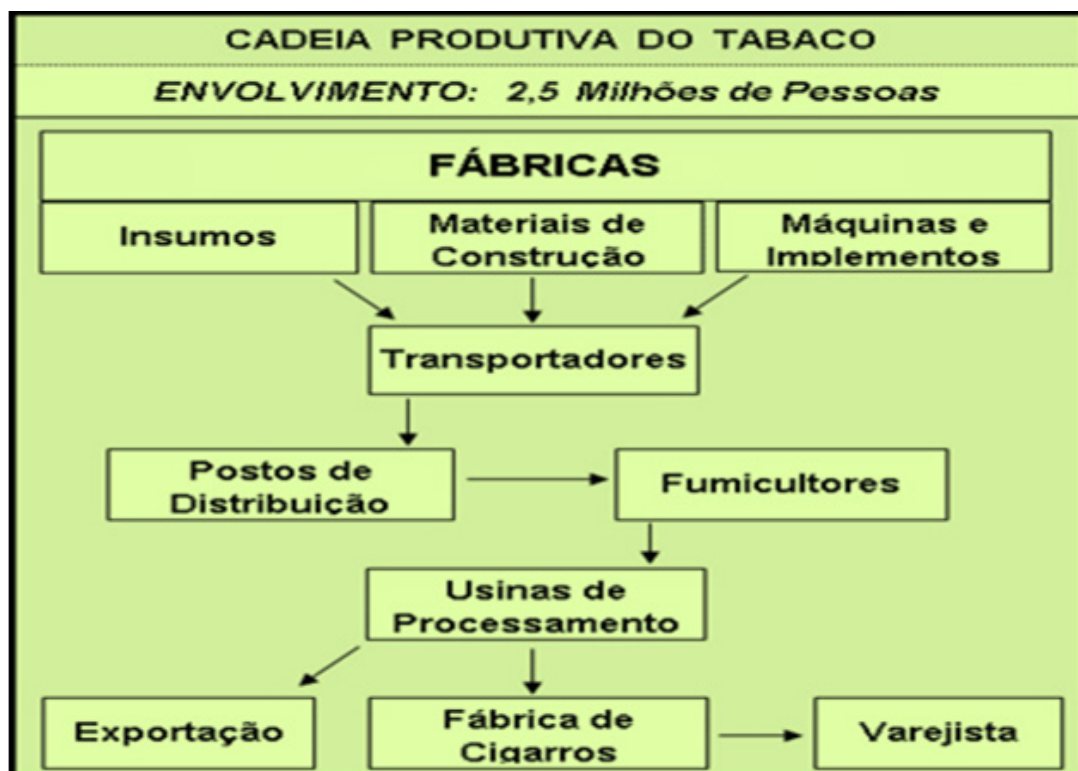 CADEIA PRODUTIVA DO TABACO
ENVOLVIMENTO: 2,5 Milhões de Pessoas
FÁBRICAS
Insumos
Materiais de
Construção
Máquinas e
Implementos
Transportadores
Postos de
Distribuição
Fumicultores
Usinas de
Processamento
Exportação
Fábrica de
Cigarros
Varejista